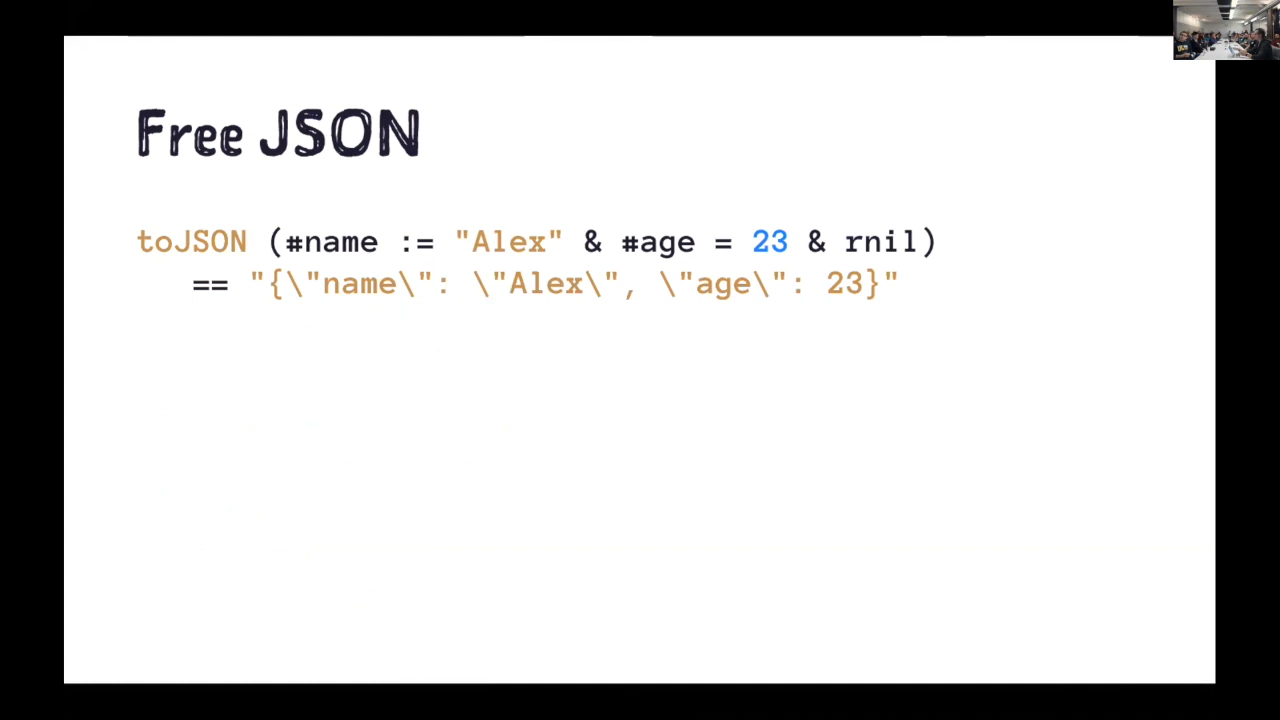 Free JSON
toJSON (#name := "Alex" & #age = 23 & rnil)
== "{\"name\": \"Alex\", \"age\": 23}"